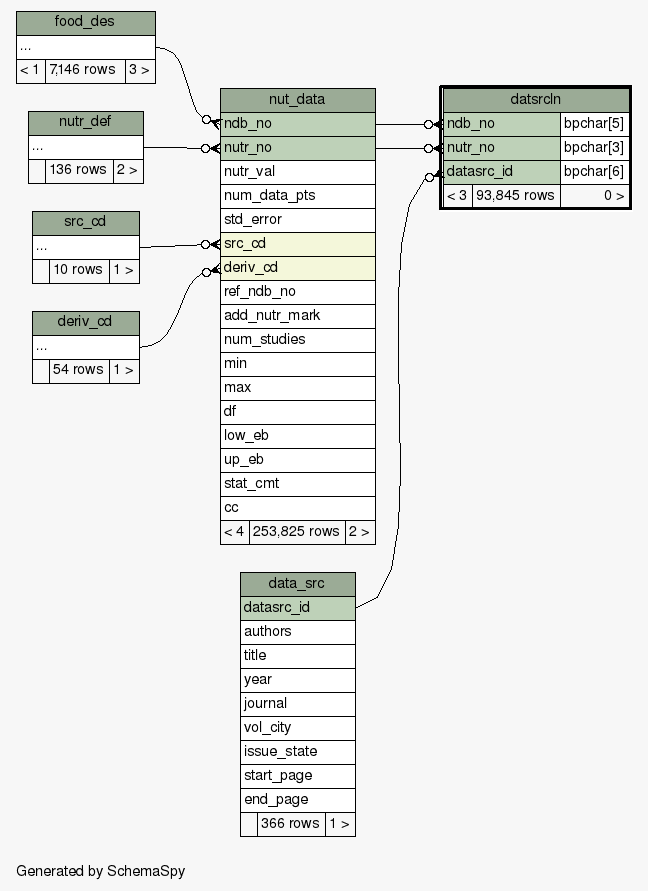 food_des
...
< 1 7,146 rows 3 >
nutr_def
...
136 rows 2 >
src_cd
...
10 rows 1 >
deriv_cd
...
54 rows 1 >
nut_data
ndb_no
nutr_no
nutr_val
num_data_pts
std_error
src_cd
deriv_cd
ref_ndb_no
add_nutr_mark
num_studies
min
max
df
low_eb
up_eb
stat_cmt
cc
< 4 253,825 rows 2 >
datsrcln
ndb_no bpchar[5]
nutr_no bpchar[3]
datasrc_id bpchar[6]
< 3 93,845 rows 0 >
data_src
datasrc_id
authors
title
year
journal
vol_city
issue_state
start_page
end_page
366 rows 1 >
Generated by SchemaSpy